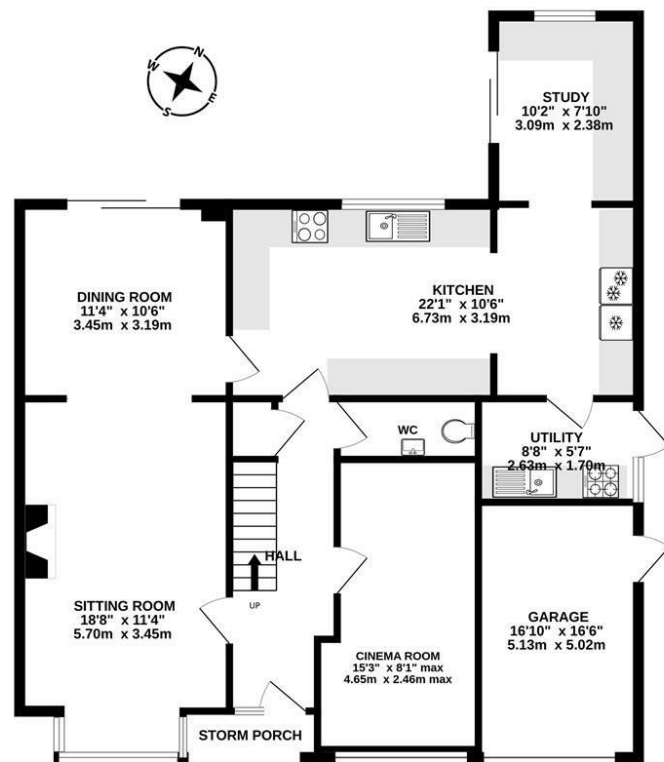 N
W
E
S
STUDY
10'2" x 7'10"
3.09m x 2.38m
DINING ROOM
11'4" x 10'6"
3.45m x 3.19m
KITCHEN
22'1" x 10'6"
6.73m x 3.19m
WC
UTILITY
8'8" x 5'7"
2.63m x 1.70m
HALL
UP
SITTING ROOM
18'8" x 11'4"
5.70m x 3.45m
GARAGE
16'10" x 16'6"
5.13m x 5.02m
CINEMA ROOM
15'3" x 8'1" max
4.65m x 2.46m max
STORM PORCH